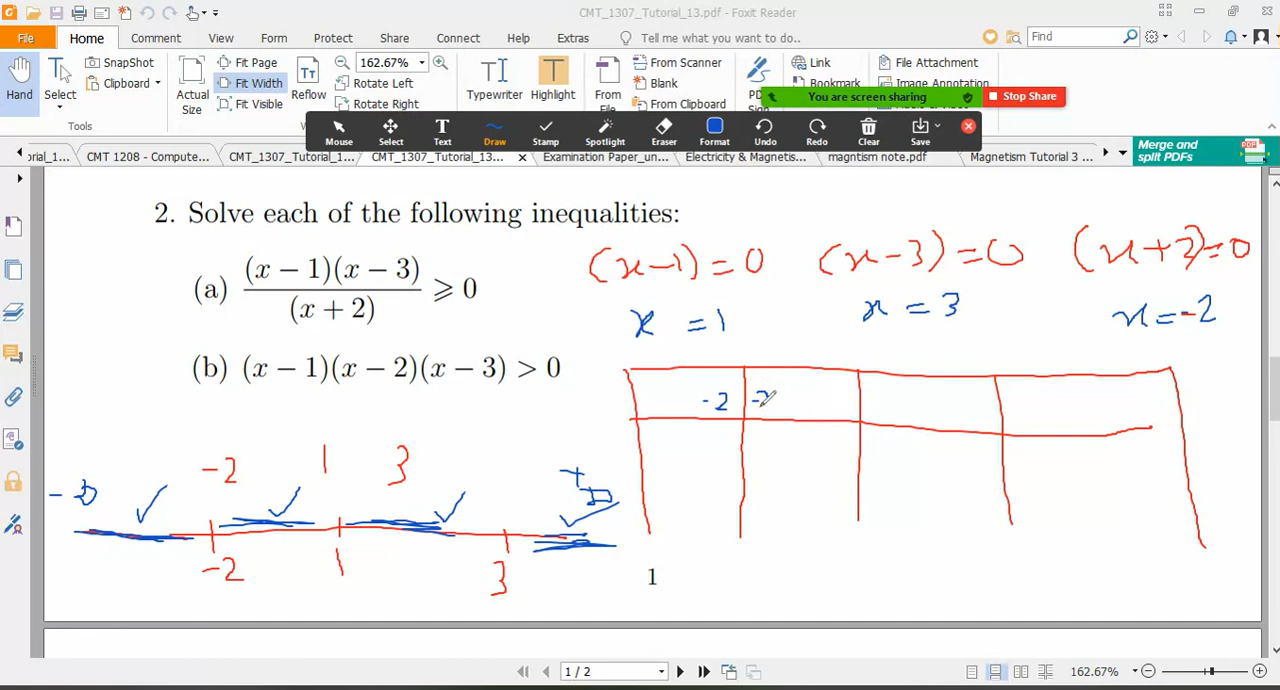 CMT_1307_Tutorial_13.pdf - Foxit Reader
File Home Comment View Form Protect Share Connect Help Extras Tell me what you want to do.. Find
Hand Select SnapShot Clipboard Actual Size Fit Page Fit Width Fit Visible Reflow 162.67% Rotate Left Rotate Right Typewriter Highlight From File From Scanner Blank From Clipboard Link Bookmark File Attachment Image Annotation
Tools
You are screen sharing Stop Share
Mouse Select Text Draw Stamp Spotlight Eraser Format Undo Redo Clear Save
orial_1... CMT 1208 - Compute... CMT_1307_Tutorial_1... CMT_1307_Tutorial_13... Examination Paper_un... Electricity & Magnetis... magntism note.pdf Magnetism Tutorial 3 ...
Merge and split PDFs
2. Solve each of the following inequalities:
(x-1)=0 (x-3)=0 (x+2)=0
(a) (x − 1)(x − 3) / (x + 2) ⩾ 0
x = 1 x = 3 x = -2
(b) (x − 1)(x − 2)(x − 3) > 0
-2
-2 1 3
-∞ +∞
-2 1 3
1
1 / 2 162.67%